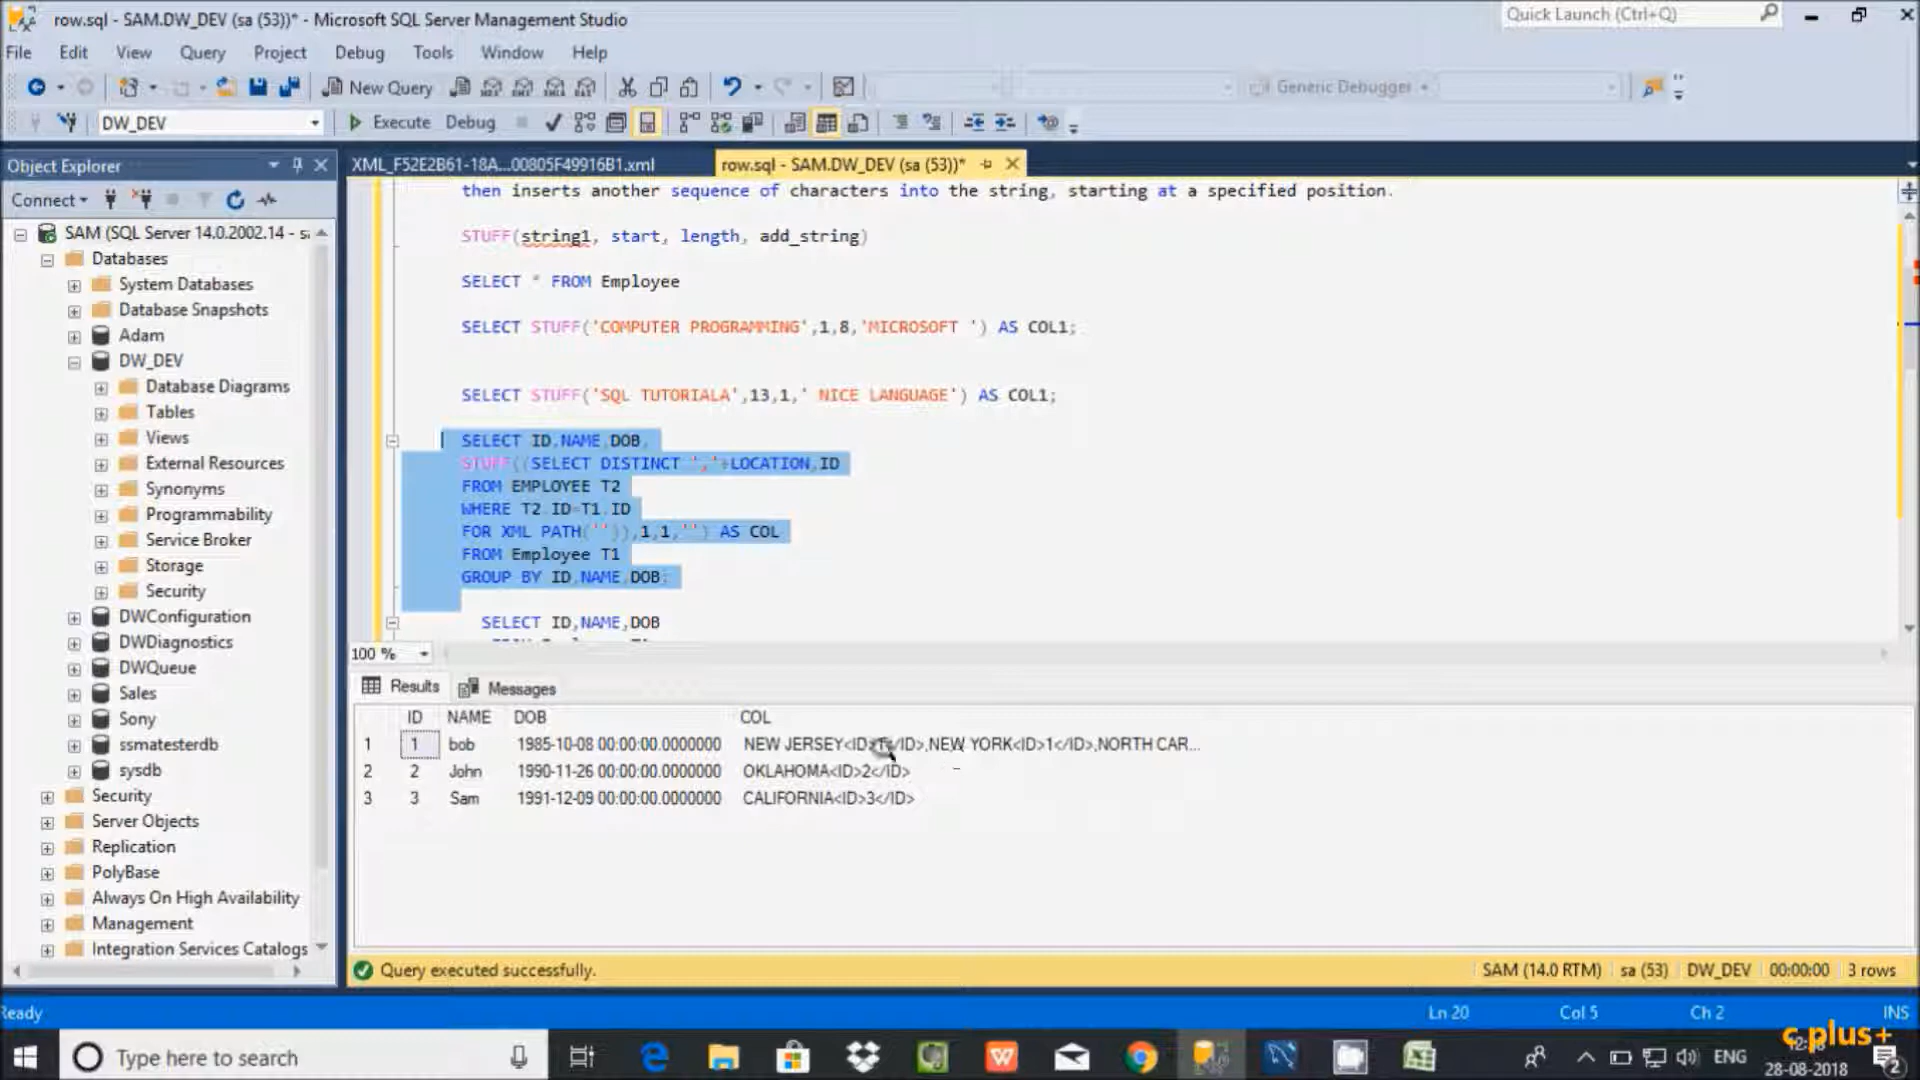 row.sql - SAM.DW_DEV (sa (53))* - Microsoft SQL Server Management Studio
Quick Launch (Ctrl+Q)
File Edit View Query Project Debug Tools Window Help
New Query
Generic Debugger
DW_DEV
Execute Debug
Object Explorer
XML_F52E2B61-18A...00805F49916B1.xml
row.sql - SAM.DW_DEV (sa (53))*
Connect
SAM (SQL Server 14.0.2002.14 - s
Databases
System Databases
Database Snapshots
Adam
DW_DEV
Database Diagrams
Tables
Views
External Resources
Synonyms
Programmability
Service Broker
Storage
Security
DWConfiguration
DWDiagnostics
DWQueue
Sales
Sony
ssmatesterdb
sysdb
Security
Server Objects
Replication
PolyBase
Always On High Availability
Management
Integration Services Catalogs
then inserts another sequence of characters into the string, starting at a specified position.
STUFF(string1, start, length, add_string)
SELECT * FROM Employee
SELECT STUFF('COMPUTER PROGRAMMING',1,8,'MICROSOFT ') AS COL1;
SELECT STUFF('SQL TUTORIALA',13,1,' NICE LANGUAGE') AS COL1;
SELECT ID,NAME,DOB,
STUFF((SELECT DISTINCT ','+LOCATION,ID
FROM EMPLOYEE T2
WHERE T2.ID=T1.ID
FOR XML PATH('')),1,1,'') AS COL
FROM Employee T1
GROUP BY ID,NAME,DOB;
SELECT ID,NAME,DOB
100 %
Results Messages
ID NAME DOB COL
1 1 bob 1985-10-08 00:00:00.0000000 NEW JERSEY<ID>1</ID>,NEW YORK<ID>1</ID>,NORTH CAR...
2 2 John 1990-11-26 00:00:00.0000000 OKLAHOMA<ID>2</ID>
3 3 Sam 1991-12-09 00:00:00.0000000 CALIFORNIA<ID>3</ID>
Query executed successfully.
SAM (14.0 RTM) sa (53) DW_DEV 00:00:00 3 rows
Ready
Ln 20 Col 5 Ch 2 INS
c plus+
Type here to search
ENG
28-08-2018
2